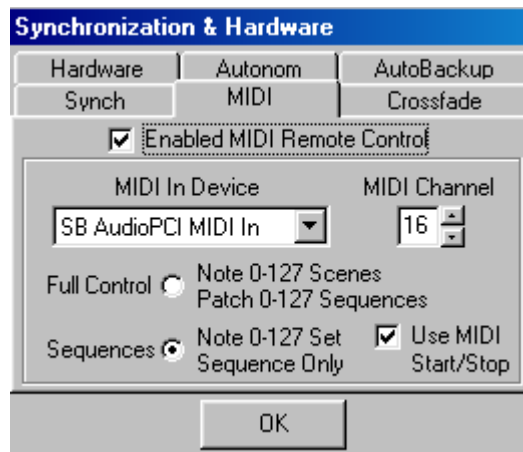 Synchronization & Hardware
Hardware Autonom AutoBackup
Synch MIDI Crossfade
Enabled MIDI Remote Control
MIDI In Device MIDI Channel
SB AudioPCI MIDI In 16
Full Control Note 0-127 Scenes
Patch 0-127 Sequences
Sequences Note 0-127 Set Use MIDI
Sequence Only Start/Stop
OK